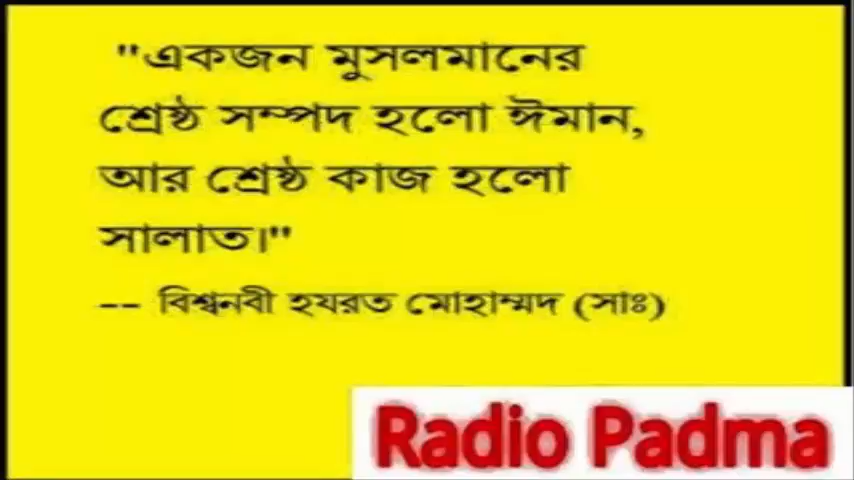 "একজন মুসলমানের
শ্রেষ্ঠ সম্পদ হলো ঈমান,
আর শ্রেষ্ঠ কাজ হলো
সালাত।"
-- বিশ্বনবী হযরত মোহাম্মদ (সাঃ)
Radio Padma